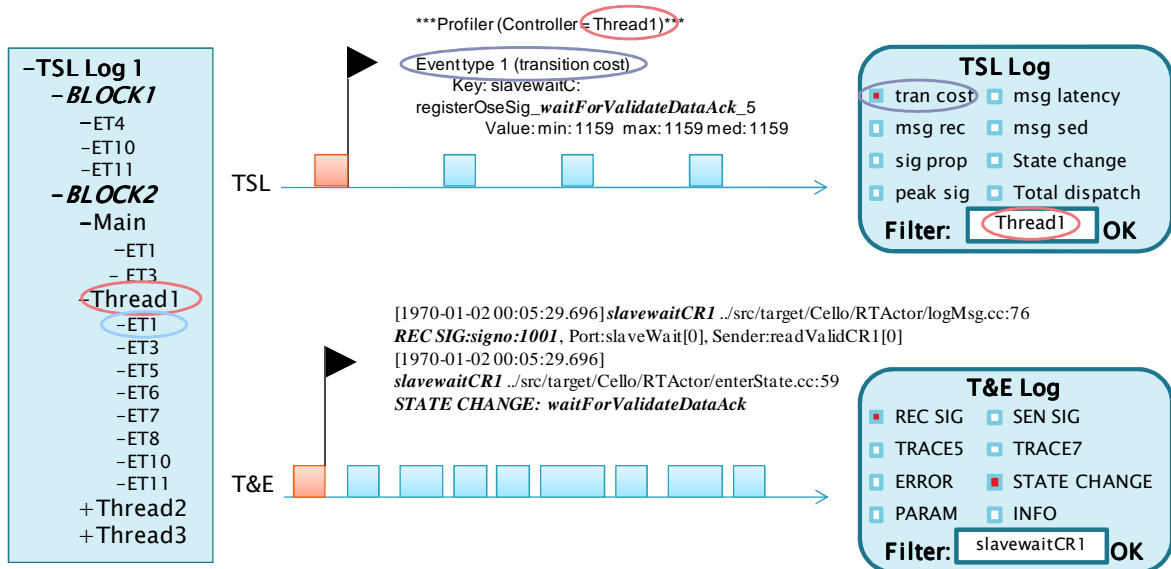 –TSL Log 1
–BLOCK1
–ET4
–ET10
–ET11
–BLOCK2
–Main
–ET1
– ET3
–Thread1
–ET1
–ET3
–ET5
–ET6
–ET7
–ET8
–ET10
–ET11
+Thread2
+Thread3
***Profiler (Controller = Thread1)***
Event type 1 (transition cost)
Key: slavewaitC:
registerOseSig_waitForValidateDataAck_5
Value: min: 1159 max: 1159 med: 1159
TSL
[1970-01-02 00:05:29.696] slavewaitCR1 ../src/target/Cello/RTActor/logMsg.cc:76
REC SIG:signo:1001, Port:slaveWait[0], Sender:readValidCR1[0]
[1970-01-02 00:05:29.696]
slavewaitCR1 ../src/target/Cello/RTActor/enterState.cc:59
STATE CHANGE: waitForValidateDataAck
T&E
TSL Log
tran cost msg latency
msg rec msg sed
sig prop State change
peak sig Total dispatch
Filter: Thread1 OK
T&E Log
REC SIG SEN SIG
TRACE5 TRACE7
ERROR STATE CHANGE
PARAM INFO
Filter: slavewaitCR1 OK